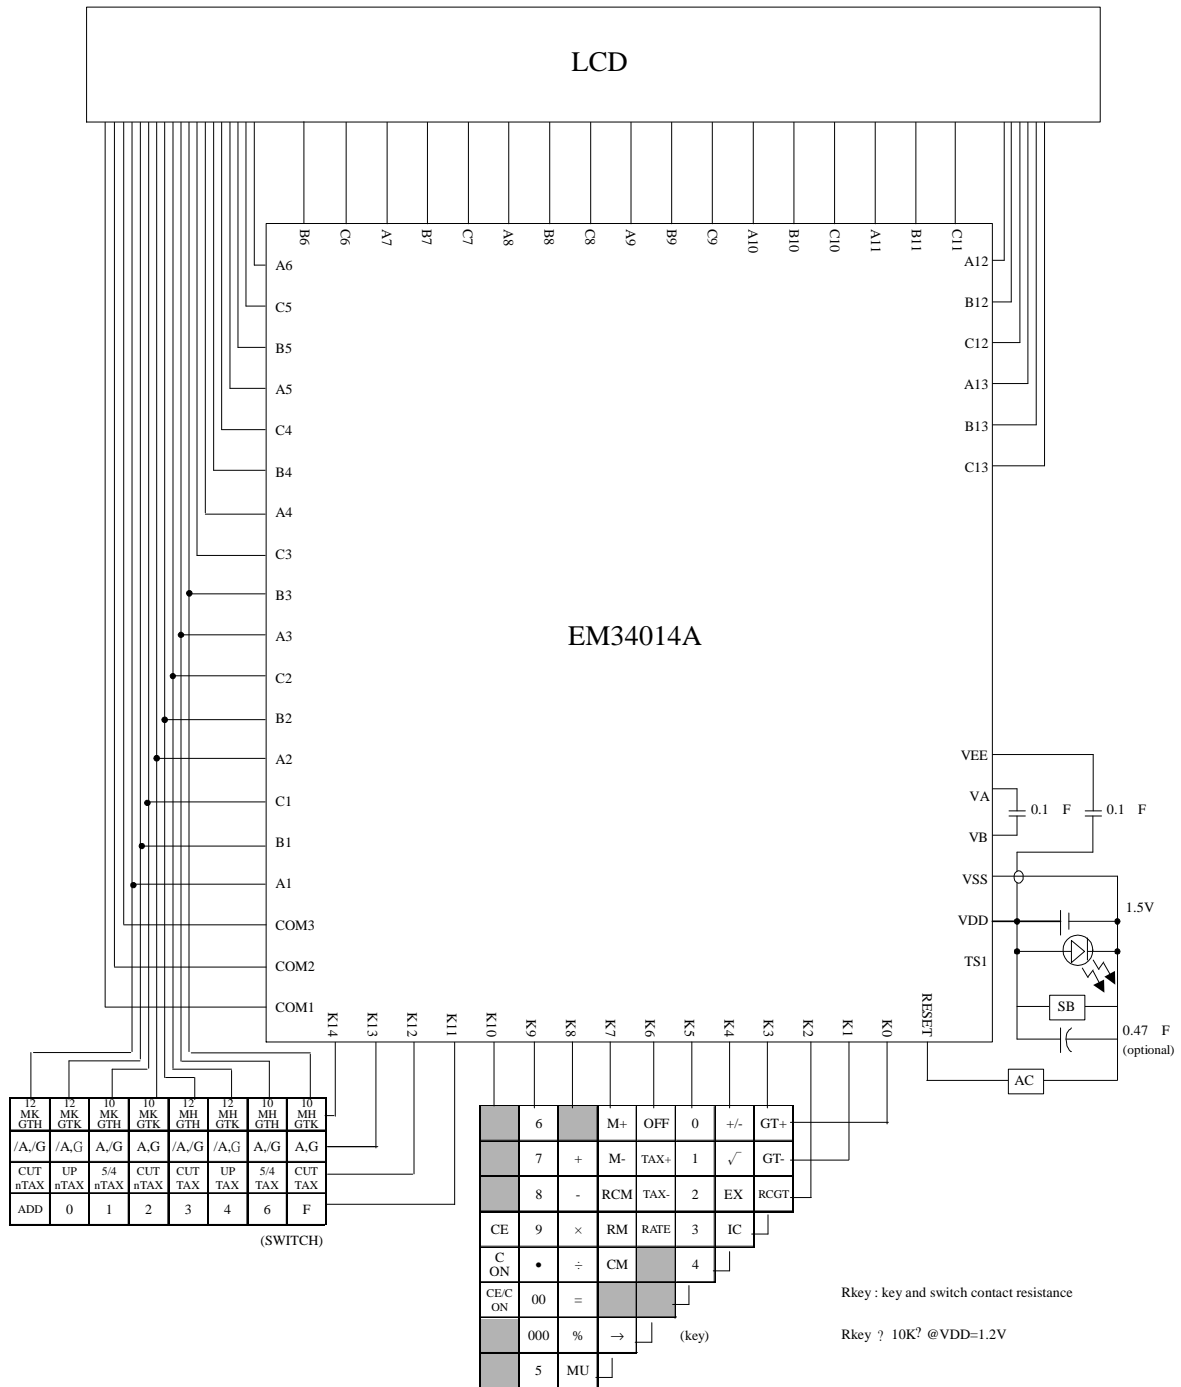 LCD
B6 C6 A7 B7 C7 A8 B8 C8 A9 B9 C9 A10 B10 C10 A11 B11 C11
A6
C5
B5
A5
C4
B4
A4
C3
B3
A3
C2
B2
A2
C1
B1
A1
COM3
COM2
COM1
A12
B12
C12
A13
B13
C13
EM34014A
VEE
VA
VB
VSS
VDD
TS1
0.1 F
0.1 F
1.5V
SB
0.47 F
(optional)
AC
K14 K13 K12 K11 K10 K9 K8 K7 K6 K5 K4 K3 K2 K1 K0 RESET
12 12 10 10 12 12 10 10
MK MK MK MK MH MH MH MH
GTH GTK GTH GTK GTH GTH GTH GTK
/A,/G /A,G A,/G A,G /A,/G /A,G A,/G A,G
CUT UP 5/4 CUT CUT UP 5/4 CUT
nTAX nTAX nTAX nTAX TAX TAX TAX TAX
ADD 0 1 2 3 4 6 F
(SWITCH)
6 M+ OFF 0 +/- GT+
7 + M- TAX+ 1 √ GT-
8 - RCM TAX- 2 EX RCGT
CE 9 × RM RATE 3 IC
C ON • ÷ CM 4
CE/C ON 00 =
000 % →
(key)
5 MU
Rkey : key and switch contact resistance
Rkey ? 10K? @VDD=1.2V